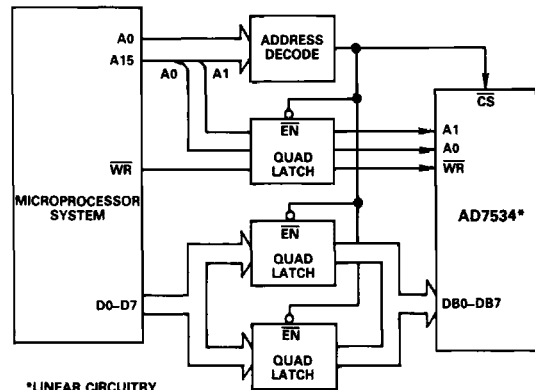 A0
A15
A0
A1
ADDRESS
DECODE
CS
EN
QUAD
LATCH
A1
A0
WR
WR
MICROPROCESSOR
SYSTEM
AD7534*
EN
QUAD
LATCH
D0–D7
DB0–DB7
EN
QUAD
LATCH
*LINEAR CIRCUITRY